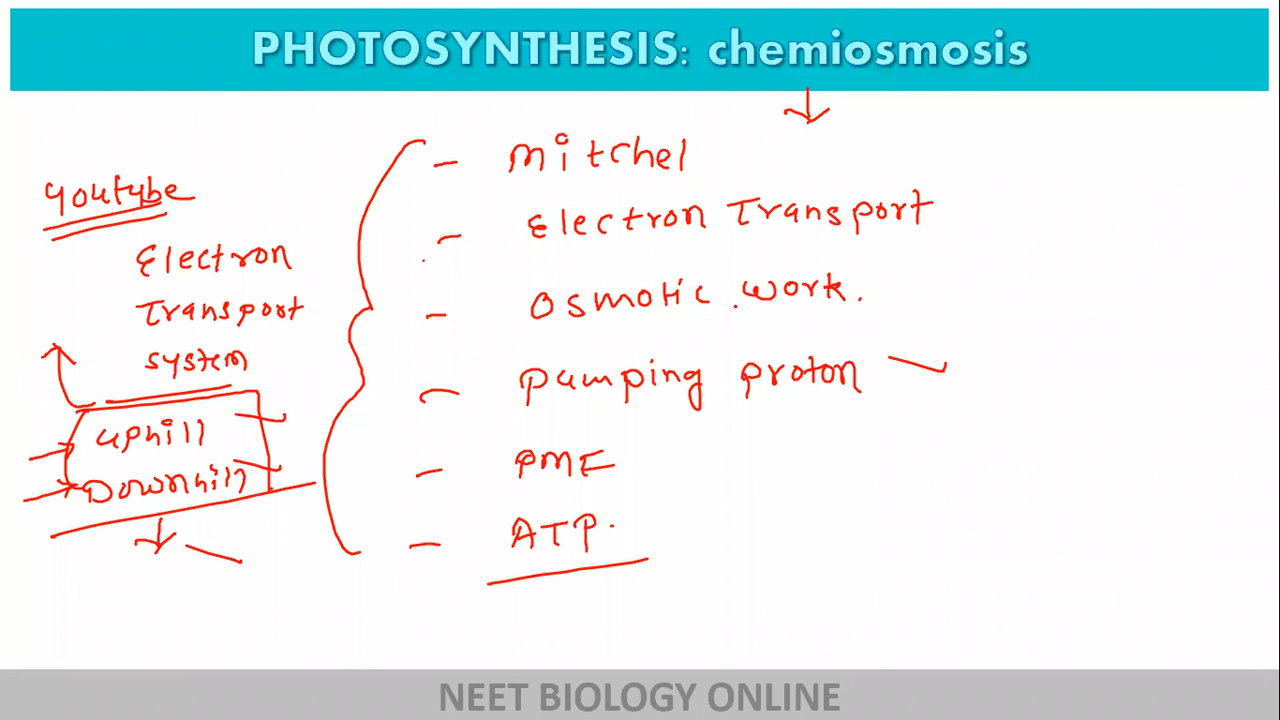 PHOTOSYNTHESIS: chemiosmosis
youtube
Electron
Transport
system
uphill
Downhill
- Mitchel
- Electron Transport
- Osmotic work.
- Pumping proton
- PMF
- ATP.
NEET BIOLOGY ONLINE